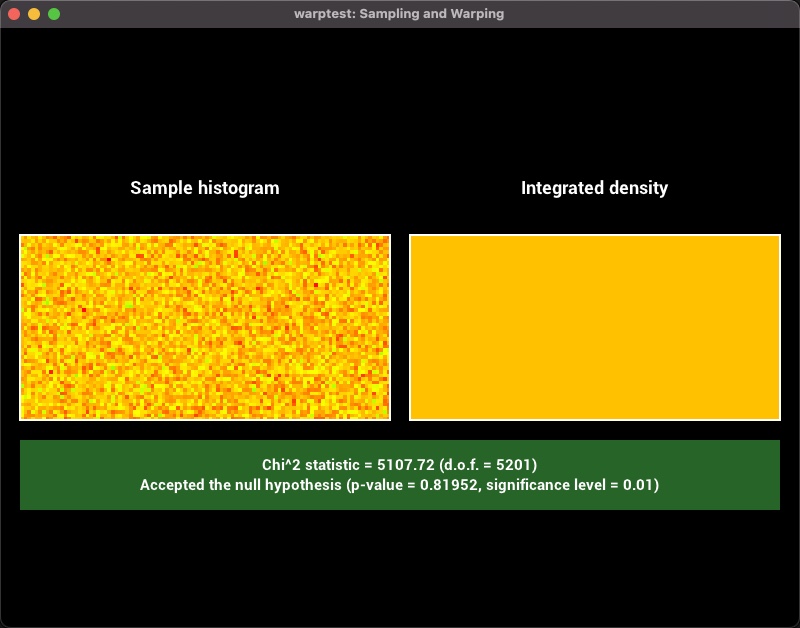 warptest: Sampling and Warping
Sample histogram
Integrated density
Chi^2 statistic = 5107.72 (d.o.f. = 5201)
Accepted the null hypothesis (p-value = 0.81952, significance level = 0.01)